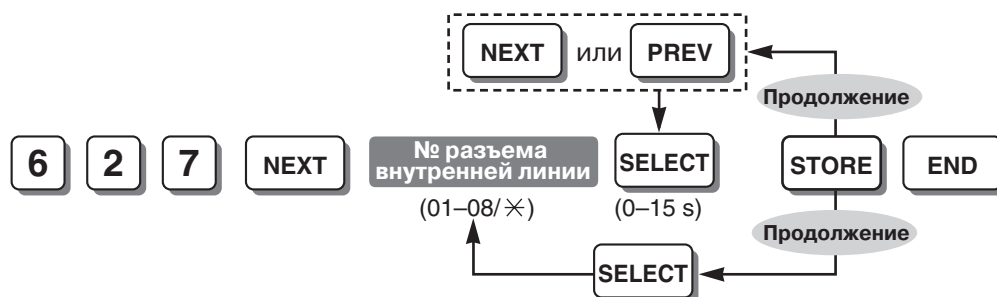 NEXT или PREV
Продолжение
6 2 7 NEXT № разъема внутренней линии SELECT STORE END
(01–08/✳) (0–15 s)
Продолжение
SELECT